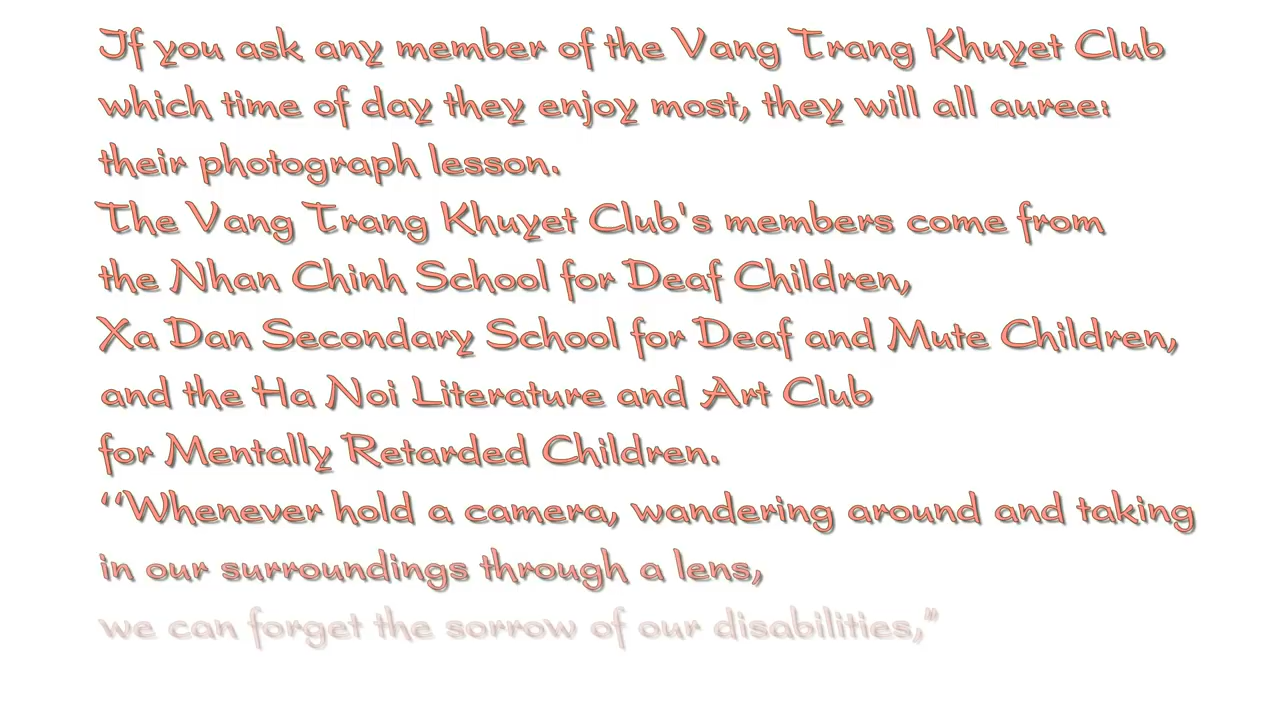 If you ask any member of the Vang Trang Khuyet Club
which time of day they enjoy most, they will all auree:
their photograph lesson.
The Vang Trang Khuyet Club's members come from
the Nhan Chinh School for Deaf Children,
Xa Dan Secondary School for Deaf and Mute Children,
and the Ha Noi Literature and Art Club
for Mentally Retarded Children.
‘‘Whenever hold a camera, wandering around and taking
in our surroundings through a lens,
we can forget the sorrow of our disabilities,”